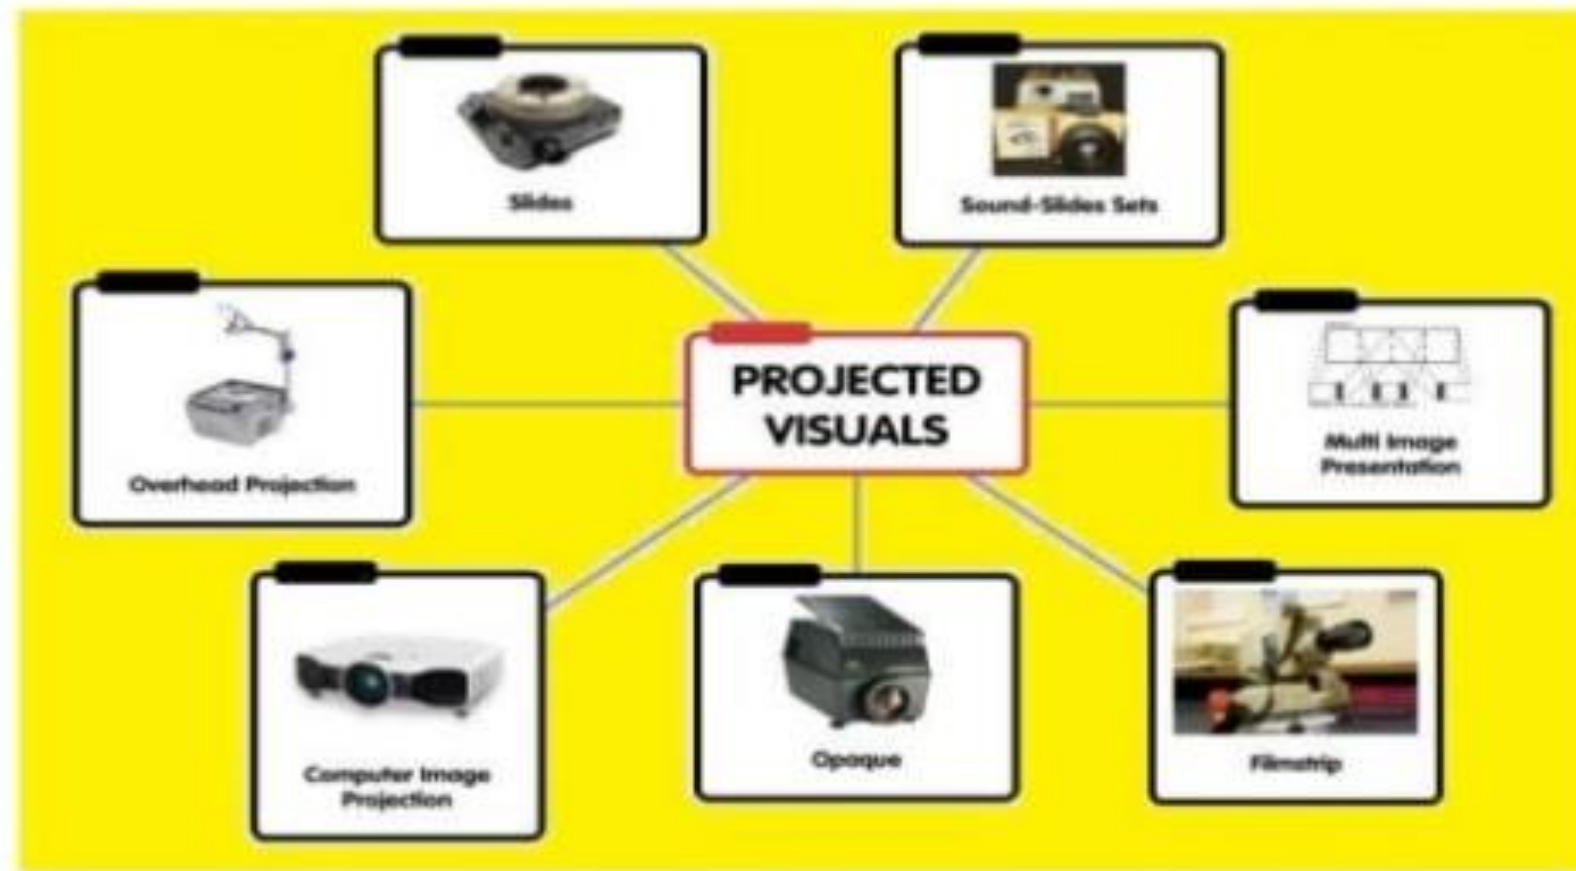 Slides
Sound-Slides Sets
PROJECTED
VISUALS
Overhead Projection
Multi Image
Presentation
Computer Image
Projection
Opaque
Filmstrip